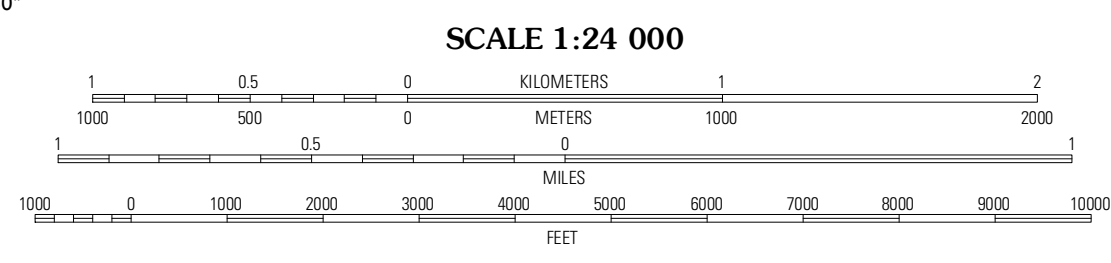 0"
SCALE 1:24 000
1 0.5 0 KILOMETERS 1 2
1000 500 0 METERS 1000 2000
1 0.5 0 1
MILES
1000 0 1000 2000 3000 4000 5000 6000 7000 8000 9000 10000
FEET